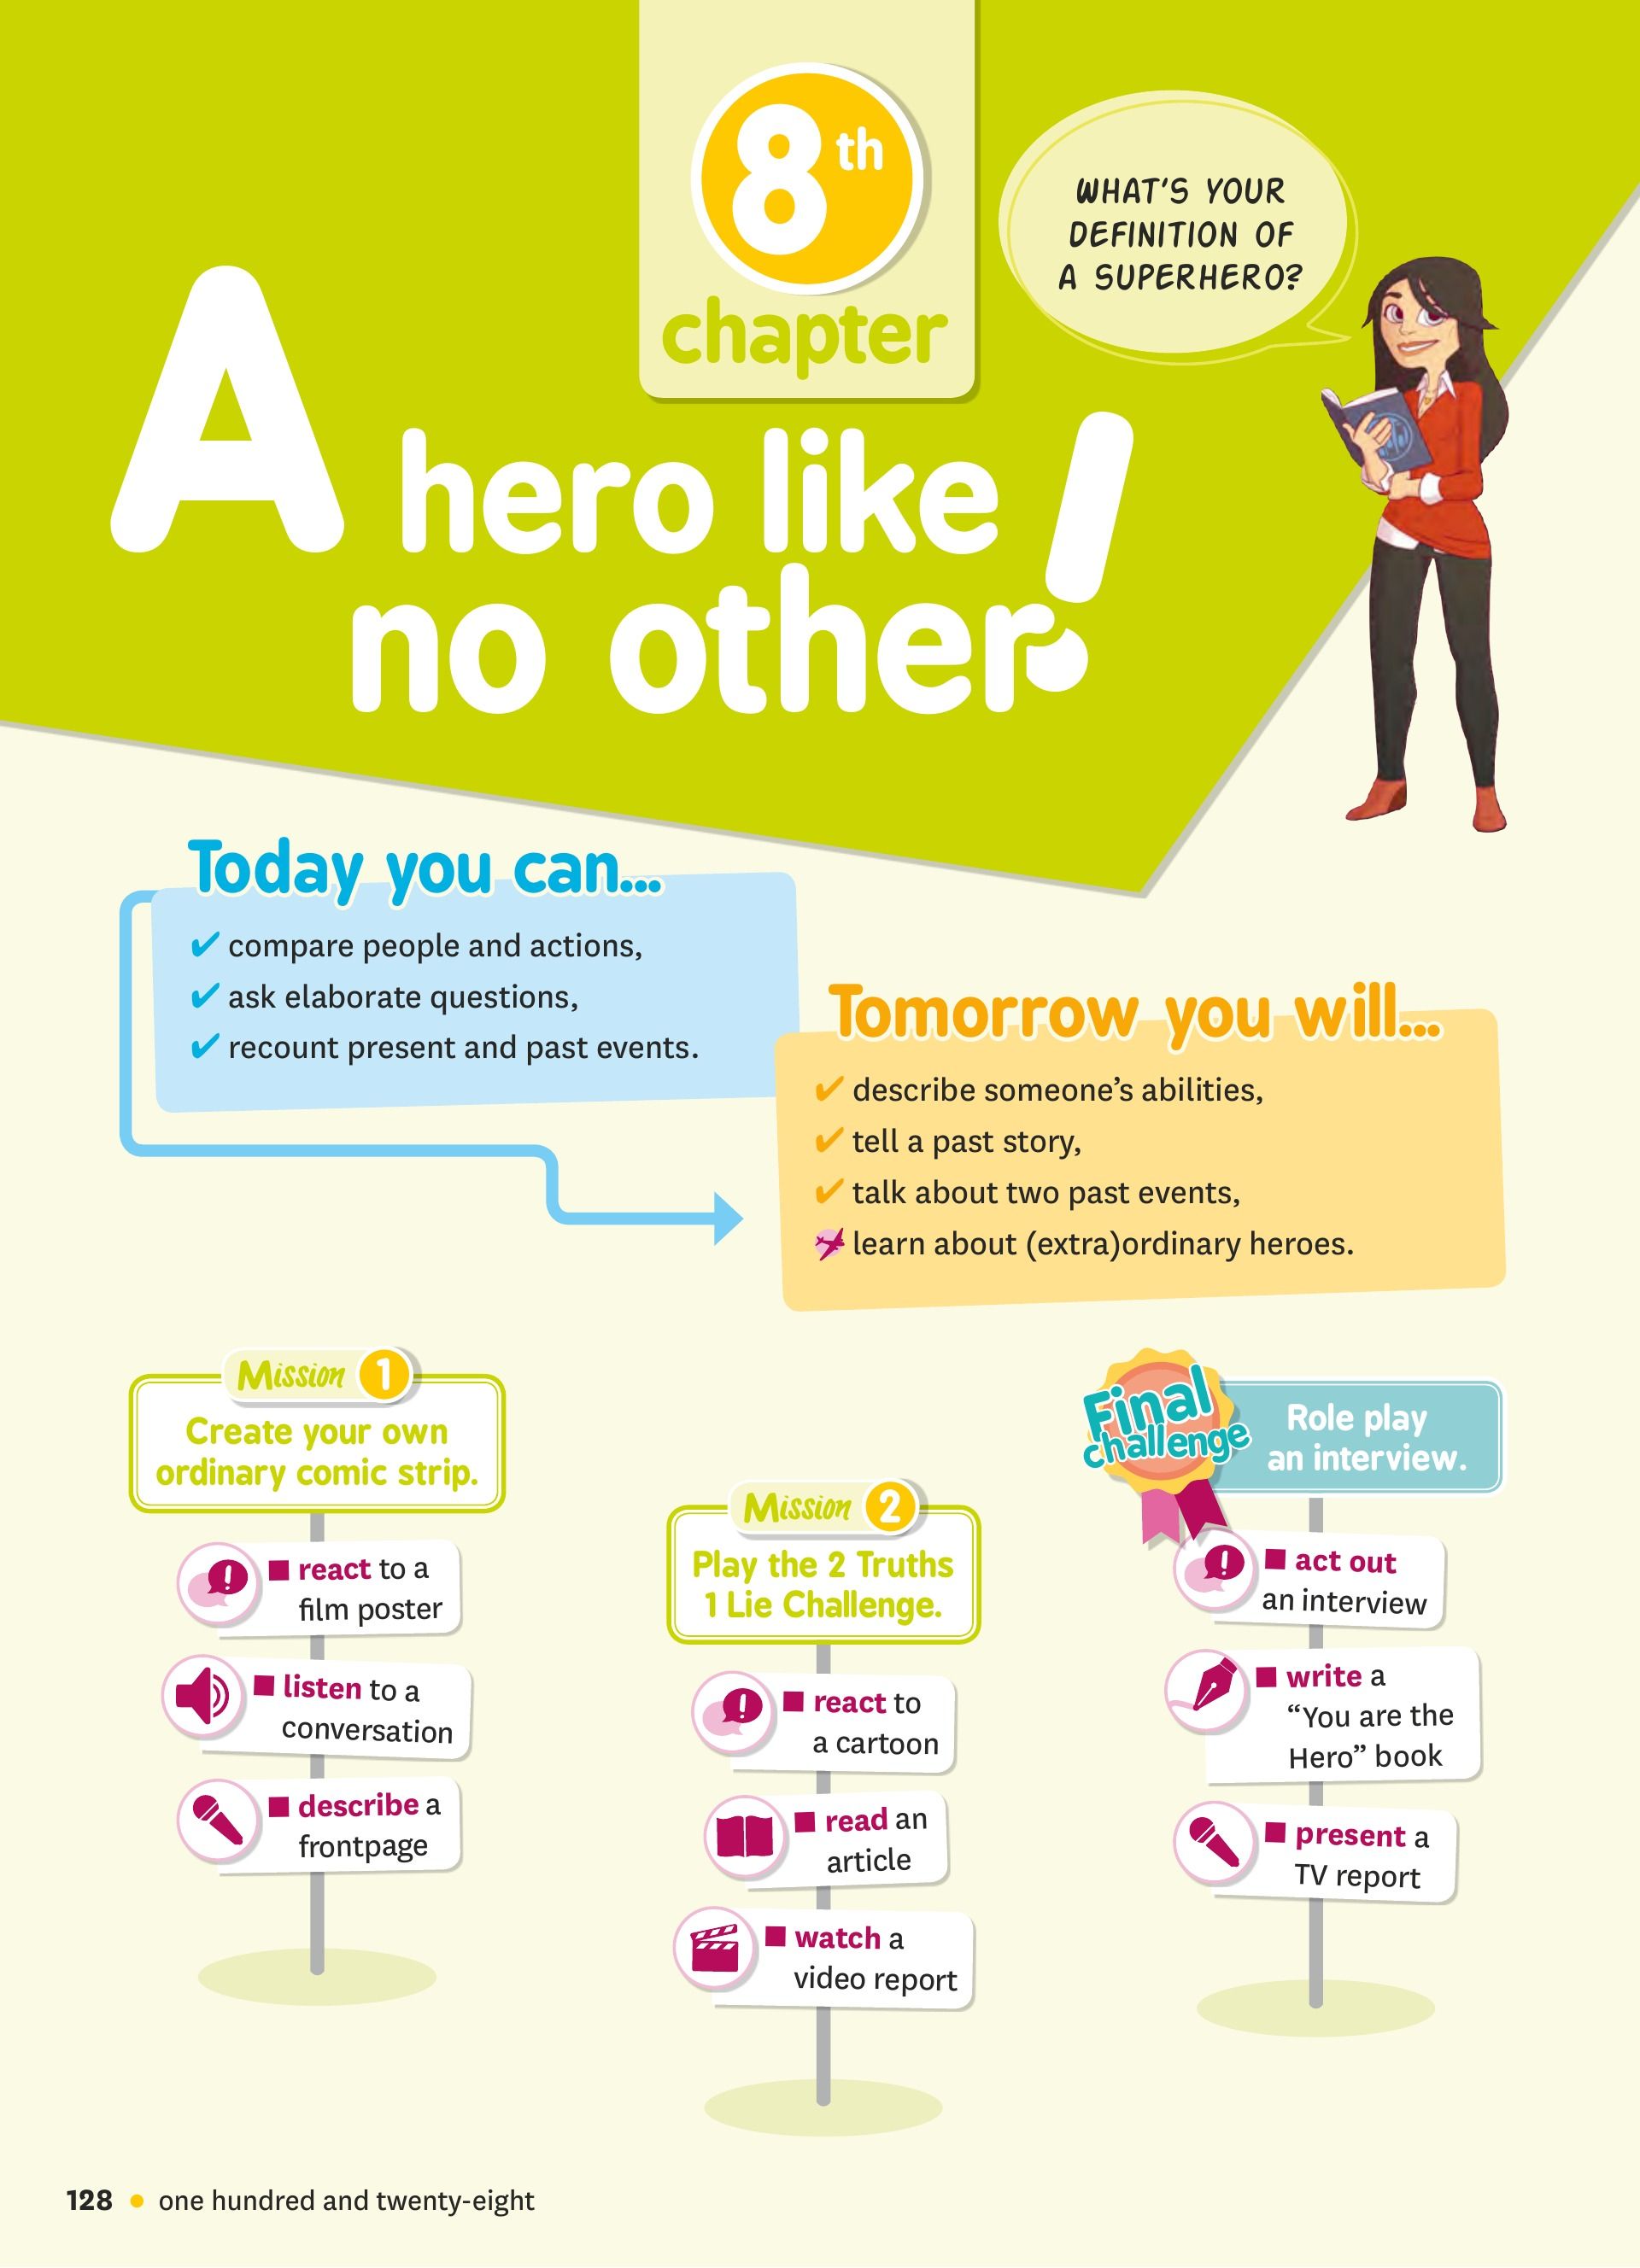 8th
chapter
WHAT'S YOUR
DEFINITION OF
A SUPERHERO?
A hero like
no other!
Today you can...
✔ compare people and actions,
✔ ask elaborate questions,
✔ recount present and past events.
Tomorrow you will...
✔ describe someone's abilities,
✔ tell a past story,
✔ talk about two past events,
learn about (extra)ordinary heroes.
Mission 1
Create your own
ordinary comic strip.
■ react to a
film poster
■ listen to a
conversation
■ describe a
frontpage
Mission 2
Play the 2 Truths
1 Lie Challenge.
■ react to
a cartoon
■ read an
article
■ watch a
video report
Final
challenge
Role play
an interview.
■ act out
an interview
■ write a
“You are the
Hero” book
■ present a
TV report
128 • one hundred and twenty-eight